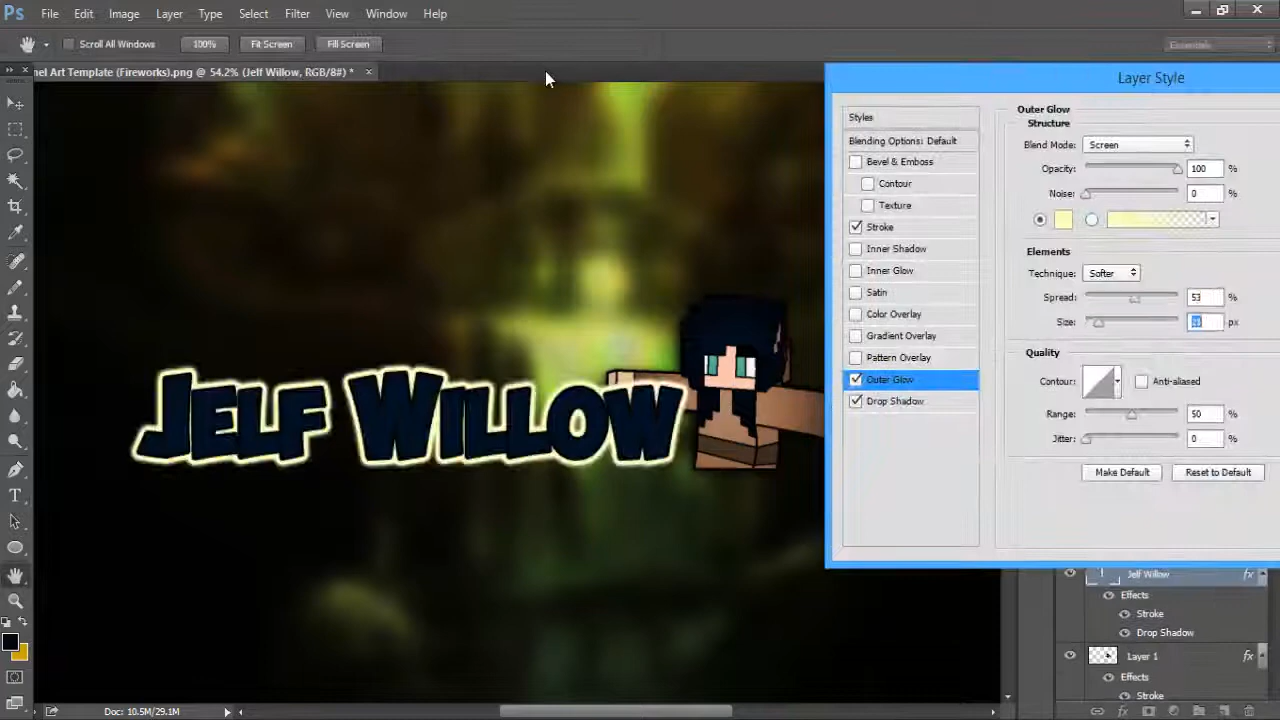 Ps File Edit Image Layer Type Select Filter View Window Help
Scroll All Windows 100% Fit Screen Fill Screen Essentials
nel Art Template (Fireworks).png @ 54.2% (Jelf Willow, RGB/8#) * ×
Layer Style
Styles
Blending Options: Default
Bevel & Emboss
Contour
Texture
Stroke
Inner Shadow
Inner Glow
Satin
Color Overlay
Gradient Overlay
Pattern Overlay
Outer Glow
Drop Shadow
Outer Glow
Structure
Blend Mode: Screen
Opacity: 100 %
Noise: 0 %
Elements
Technique: Softer
Spread: 53 %
Size: px
Quality
Contour: Anti-aliased
Range: 50 %
Jitter: 0 %
Make Default Reset to Default
Jelf Willow
Jelf Willow fx
Effects
Stroke
Drop Shadow
Layer 1 fx
Effects
Stroke
Doc: 10.5M/29.1M